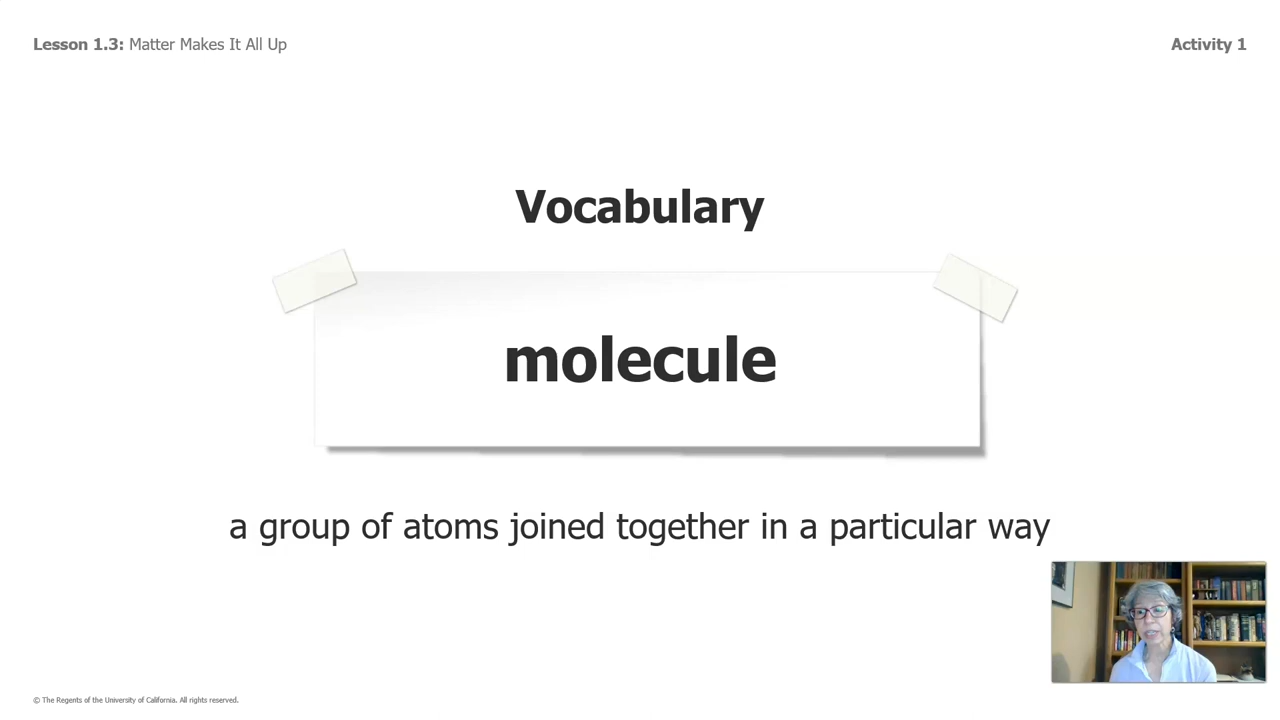 Lesson 1.3: Matter Makes It All Up
Activity 1
Vocabulary
molecule
a group of atoms joined together in a particular way
© The Regents of the University of California. All rights reserved.